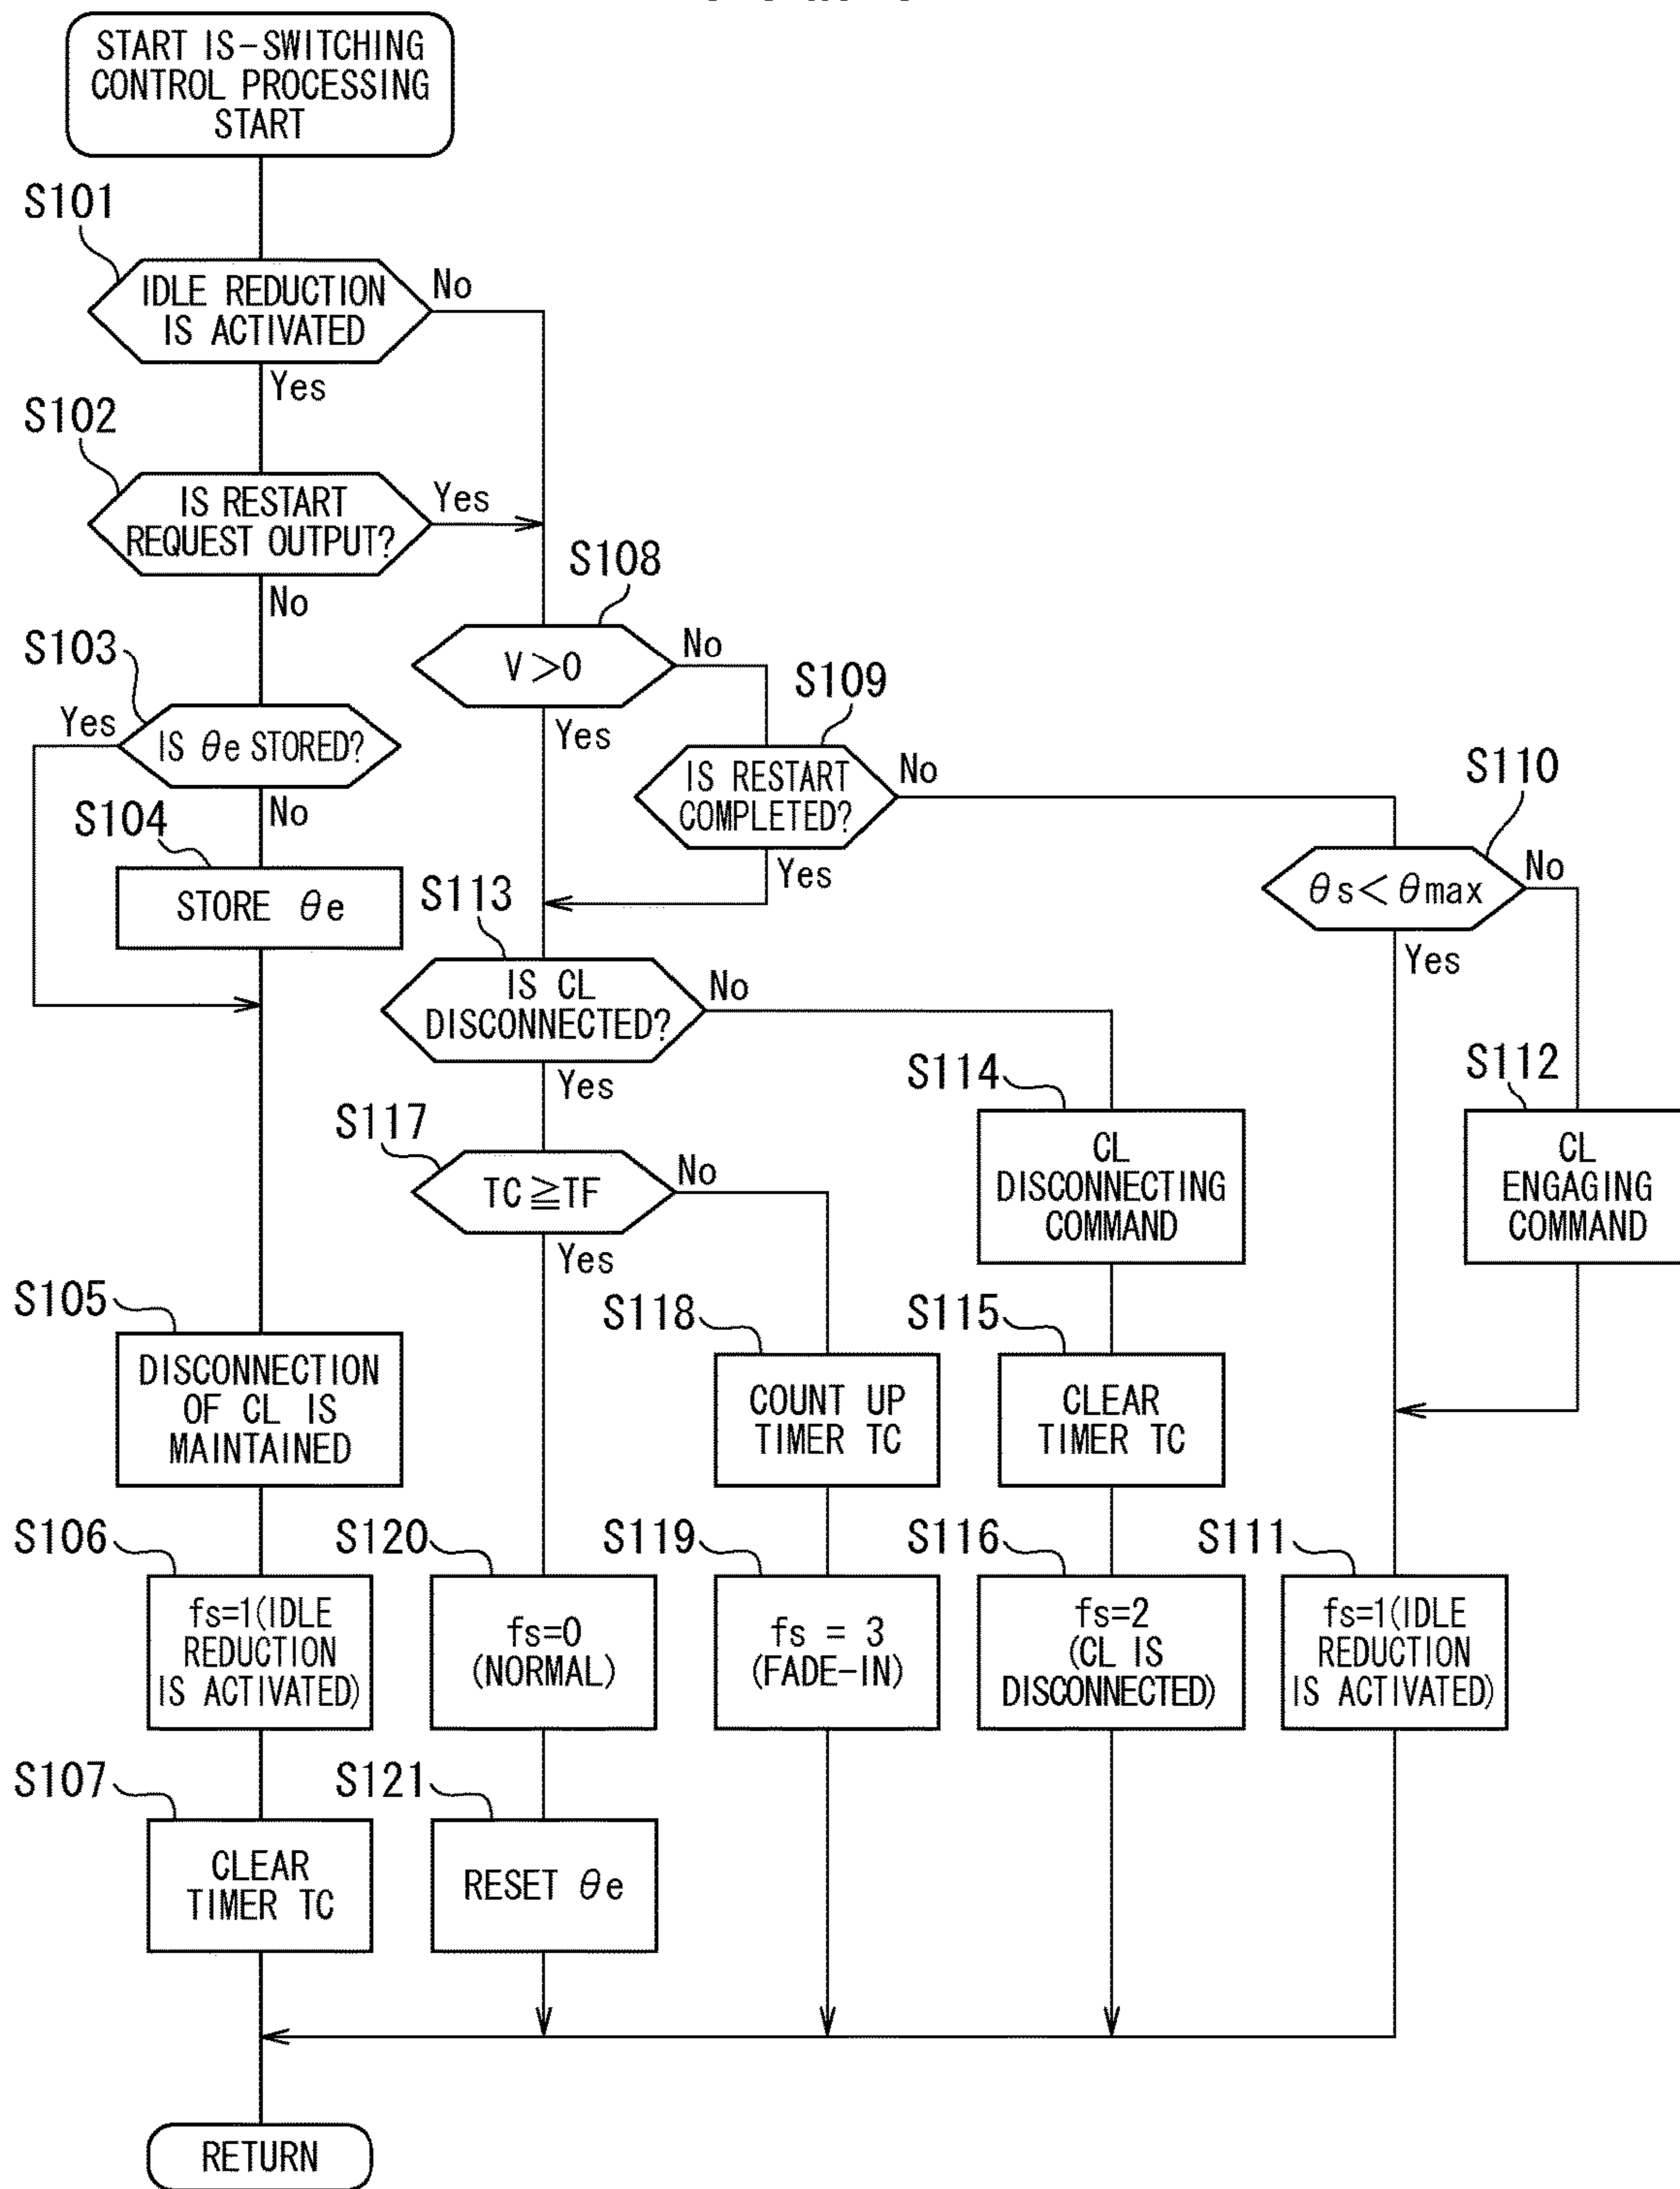 START IS-SWITCHING
CONTROL PROCESSING
START
S101
IDLE REDUCTION
IS ACTIVATED
No
Yes
S102
IS RESTART
REQUEST OUTPUT?
Yes
No
S103
Yes
IS θe STORED?
No
S104
STORE θe
S105
DISCONNECTION
OF CL IS
MAINTAINED
S106
fs=1(IDLE
REDUCTION
IS ACTIVATED)
S107
CLEAR
TIMER TC
S108
V>0
No
Yes
S109
IS RESTART
COMPLETED?
No
Yes
S110
θs<θmax
No
Yes
S112
CL
ENGAGING
COMMAND
S111
fs=1(IDLE
REDUCTION
IS ACTIVATED)
S113
IS CL
DISCONNECTED?
No
Yes
S114
CL
DISCONNECTING
COMMAND
S115
CLEAR
TIMER TC
S116
fs=2
(CL IS
DISCONNECTED)
S117
TC≧TF
No
Yes
S118
COUNT UP
TIMER TC
S119
fs = 3
(FADE-IN)
S120
fs=0
(NORMAL)
S121
RESET θe
RETURN